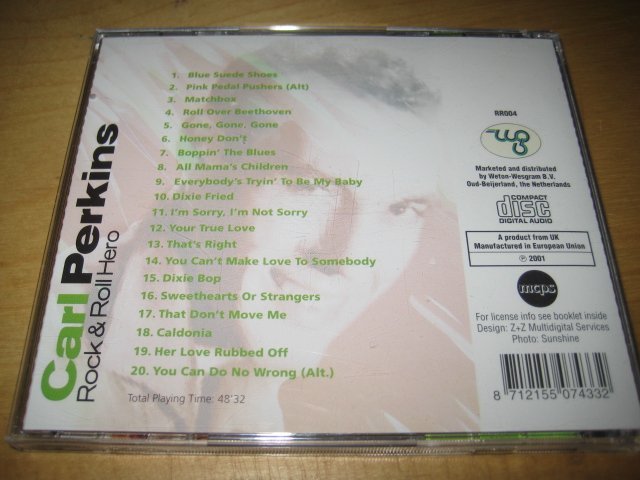 Carl Perkins
Rock & Roll Hero
1. Blue Suede Shoes
2. Pink Pedal Pushers (Alt)
3. Matchbox
4. Roll Over Beethoven
5. Gone, Gone, Gone
6. Honey Don't
7. Boppin' The Blues
8. All Mama's Children
9. Everybody's Tryin' To Be My Baby
10. Dixie Fried
11. I'm Sorry, I'm Not Sorry
12. Your True Love
13. That's Right
14. You Can't Make Love To Somebody
15. Dixie Bop
16. Sweethearts Or Strangers
17. That Don't Move Me
18. Caldonia
19. Her Love Rubbed Off
20. You Can Do No Wrong (Alt.)
Total Playing Time: 48'32
RR004
Marketed and distributed
by Weton-Wesgram B.V.
Oud-Beijerland, the Netherlands
COMPACT
disc
DIGITAL AUDIO
A product from UK
Manufactured in European Union
℗ 2001
mcps
For license info see booklet inside
Design: Z+Z Multidigital Services
Photo: Sunshine
8 712155 074332